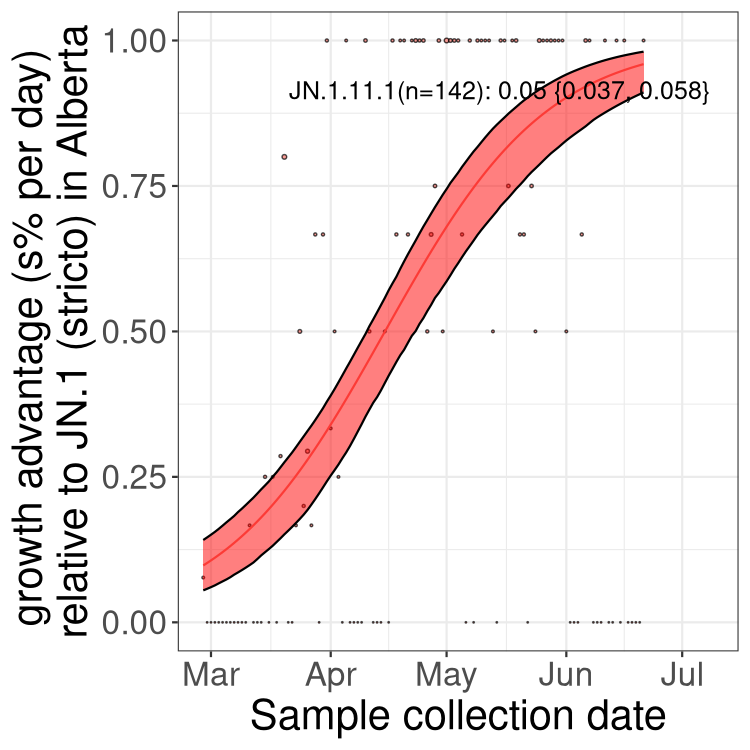 growth advantage (s% per day)
relative to JN.1 (stricto) in Alberta
1.00
0.75
0.50
0.25
0.00
JN.1.11.1(n=142): 0.05 {0.037, 0.058}
Mar Apr May Jun Jul
Sample collection date